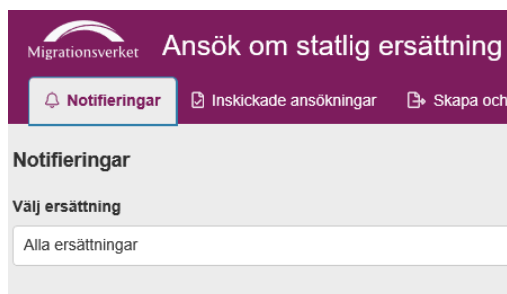 Migrationsverket Ansök om statlig ersättning
Notifieringar Inskickade ansökningar Skapa och
Notifieringar
Välj ersättning
Alla ersättningar